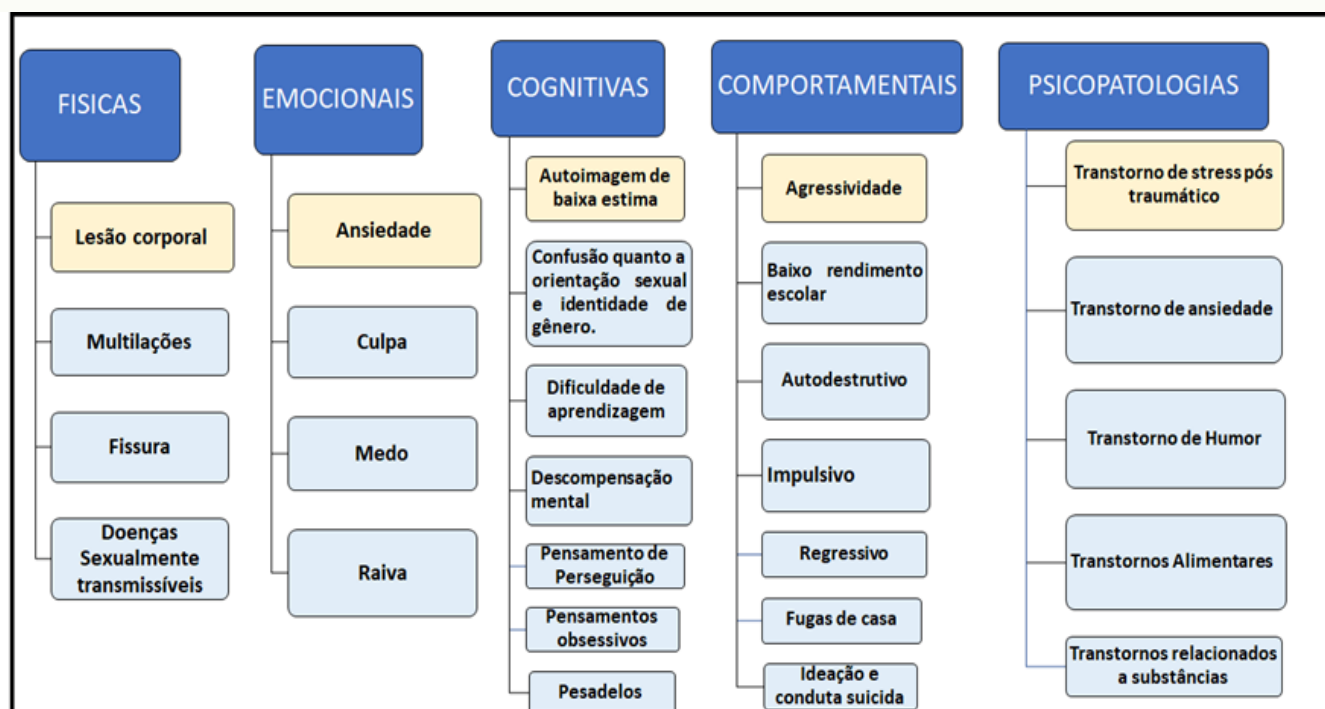 FISICAS
Lesão corporal
Multilações
Fissura
Doenças
Sexualmente
transmissíveis
EMOCIONAIS
Ansiedade
Culpa
Medo
Raiva
COGNITIVAS
Autoimagem de
baixa estima
Confusão quanto a
orientação sexual
e identidade de
gênero.
Dificuldade de
aprendizagem
Descompensação
mental
Pensamento de
Perseguição
Pensamentos
obsessivos
Pesadelos
COMPORTAMENTAIS
Agressividade
Baixo rendimento
escolar
Autodestrutivo
Impulsivo
Regressivo
Fugas de casa
Ideação e
conduta suicida
PSICOPATOLOGIAS
Transtorno de stress pós
traumático
Transtorno de ansiedade
Transtorno de Humor
Transtornos Alimentares
Transtornos relacionados
a substâncias